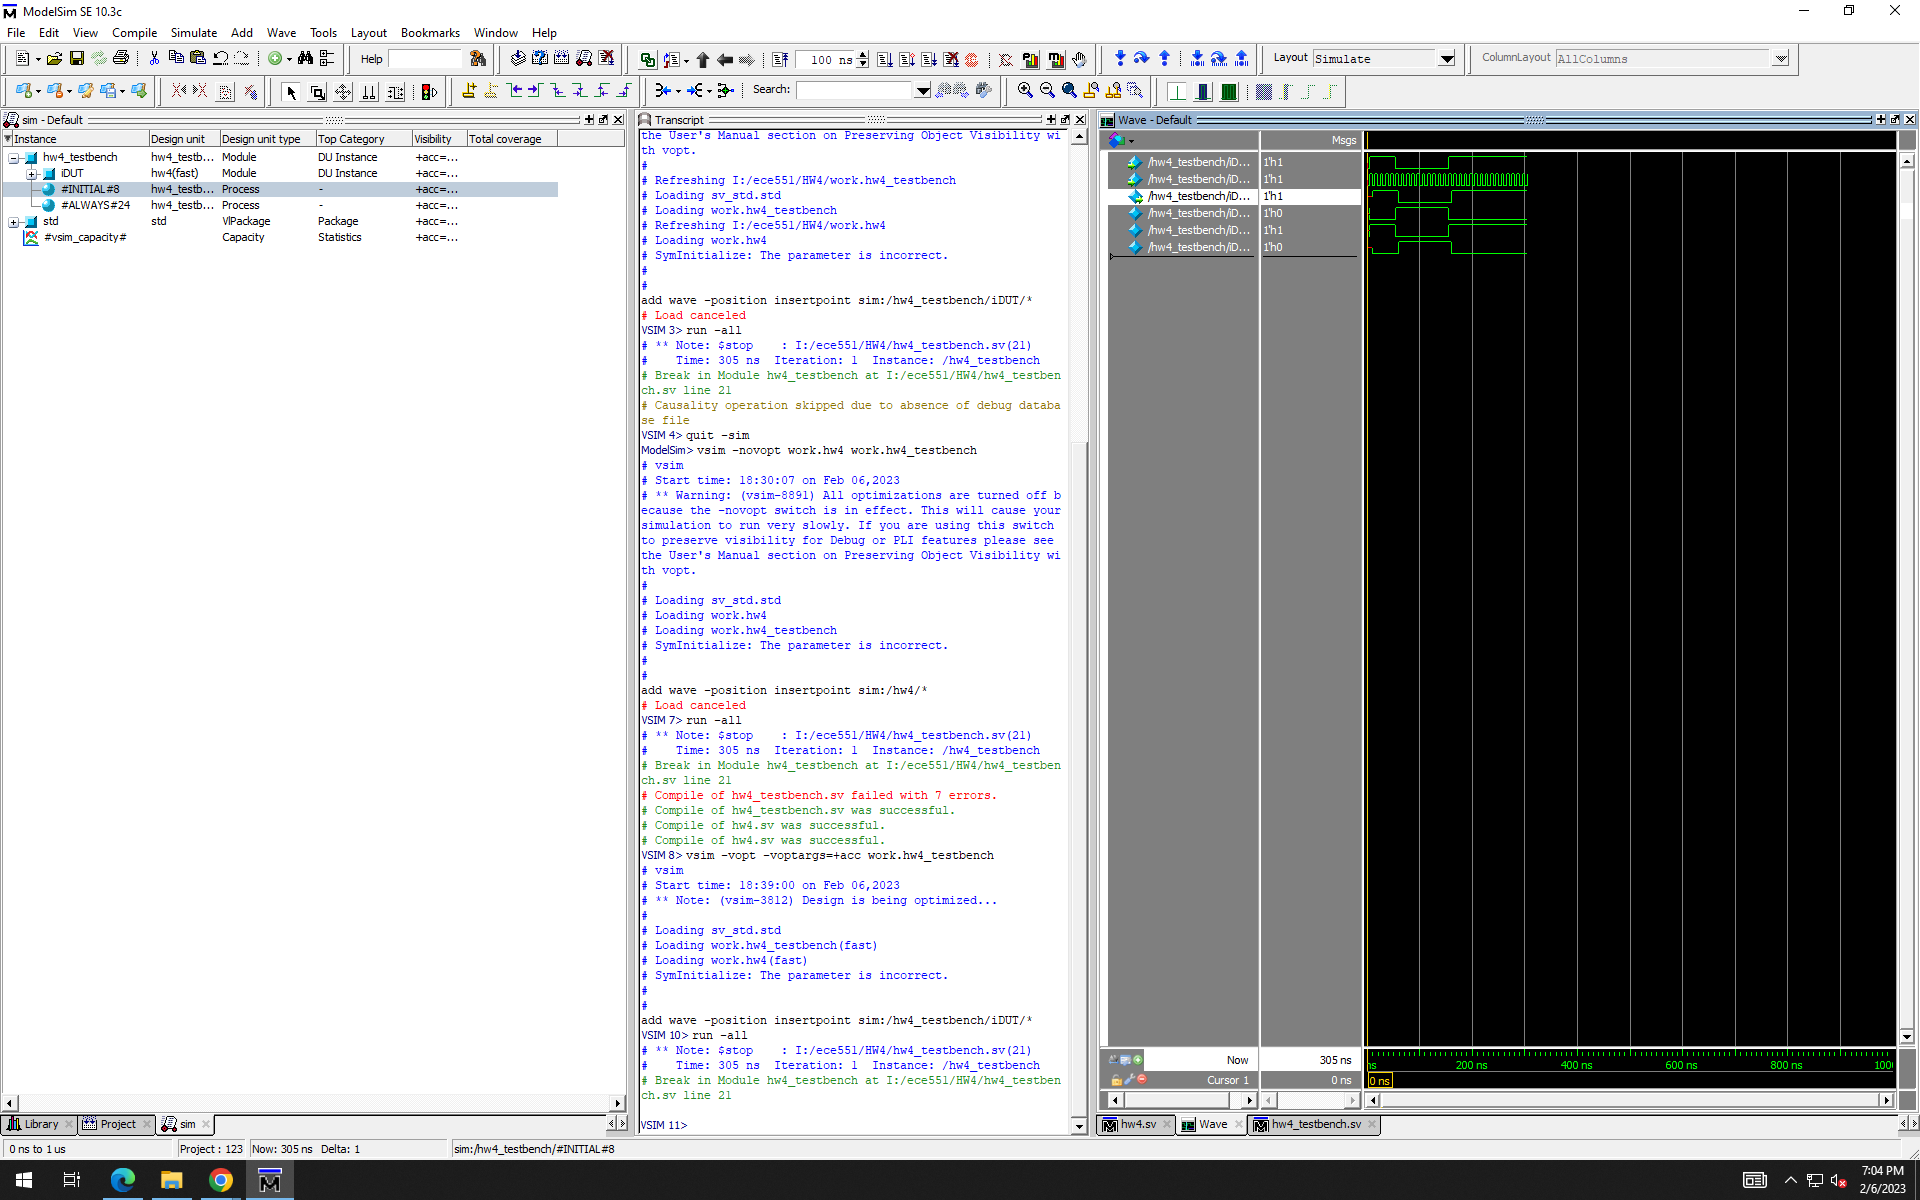 ModelSim SE 10.3c
File Edit View Compile Simulate Add Wave Tools Layout Bookmarks Window Help
Help
100 ns
Layout Simulate
ColumnLayout AllColumns
Search:
sim - Default
Instance Design unit Design unit type Top Category Visibility Total coverage
hw4_testbench hw4_testb... Module DU Instance +acc=...
iDUT hw4(fast) Module DU Instance +acc=...
#INITIAL#8 hw4_testb... Process - +acc=...
#ALWAYS#24 hw4_testb... Process - +acc=...
std std VlPackage Package +acc=...
#vsim_capacity# Capacity Statistics +acc=...
Transcript
the User's Manual section on Preserving Object Visibility wi
th vopt.
#
# Refreshing I:/ece551/HW4/work.hw4_testbench
# Loading sv_std.std
# Loading work.hw4_testbench
# Refreshing I:/ece551/HW4/work.hw4
# Loading work.hw4
# SymInitialize: The parameter is incorrect.
#
#
add wave -position insertpoint sim:/hw4_testbench/iDUT/*
# Load canceled
VSIM 3> run -all
# ** Note: $stop    : I:/ece551/HW4/hw4_testbench.sv(21)
#    Time: 305 ns  Iteration: 1  Instance: /hw4_testbench
# Break in Module hw4_testbench at I:/ece551/HW4/hw4_testben
ch.sv line 21
# Causality operation skipped due to absence of debug databa
se file
VSIM 4> quit -sim
ModelSim> vsim -novopt work.hw4 work.hw4_testbench
# vsim
# Start time: 18:30:07 on Feb 06,2023
# ** Warning: (vsim-8891) All optimizations are turned off b
ecause the -novopt switch is in effect. This will cause your
simulation to run very slowly. If you are using this switch
to preserve visibility for Debug or PLI features please see
the User's Manual section on Preserving Object Visibility wi
th vopt.
#
# Loading sv_std.std
# Loading work.hw4
# Loading work.hw4_testbench
# SymInitialize: The parameter is incorrect.
#
#
add wave -position insertpoint sim:/hw4/*
# Load canceled
VSIM 7> run -all
# ** Note: $stop    : I:/ece551/HW4/hw4_testbench.sv(21)
#    Time: 305 ns  Iteration: 1  Instance: /hw4_testbench
# Break in Module hw4_testbench at I:/ece551/HW4/hw4_testben
ch.sv line 21
# Compile of hw4_testbench.sv failed with 7 errors.
# Compile of hw4_testbench.sv was successful.
# Compile of hw4.sv was successful.
# Compile of hw4.sv was successful.
VSIM 8> vsim -vopt -voptargs=+acc work.hw4_testbench
# vsim
# Start time: 18:39:00 on Feb 06,2023
# ** Note: (vsim-3812) Design is being optimized...
#
# Loading sv_std.std
# Loading work.hw4_testbench(fast)
# Loading work.hw4(fast)
# SymInitialize: The parameter is incorrect.
#
#
add wave -position insertpoint sim:/hw4_testbench/iDUT/*
VSIM 10> run -all
# ** Note: $stop    : I:/ece551/HW4/hw4_testbench.sv(21)
#    Time: 305 ns  Iteration: 1  Instance: /hw4_testbench
# Break in Module hw4_testbench at I:/ece551/HW4/hw4_testben
ch.sv line 21
VSIM 11>
Wave - Default
Msgs
/hw4_testbench/iD... 1'h1
/hw4_testbench/iD... 1'h1
/hw4_testbench/iD... 1'h1
/hw4_testbench/iD... 1'h0
/hw4_testbench/iD... 1'h1
/hw4_testbench/iD... 1'h0
Now 305 ns
ns 200 ns 400 ns 600 ns 800 ns 1000
Cursor 1 0 ns
0 ns
Library Project sim
hw4.sv Wave hw4_testbench.sv
0 ns to 1 us Project : 123 Now: 305 ns Delta: 1 sim:/hw4_testbench/#INITIAL#8
7:04 PM
2/6/2023